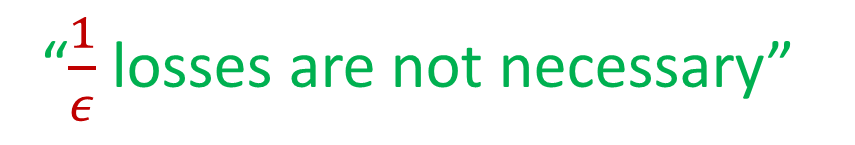 “1/ϵ losses are not necessary”